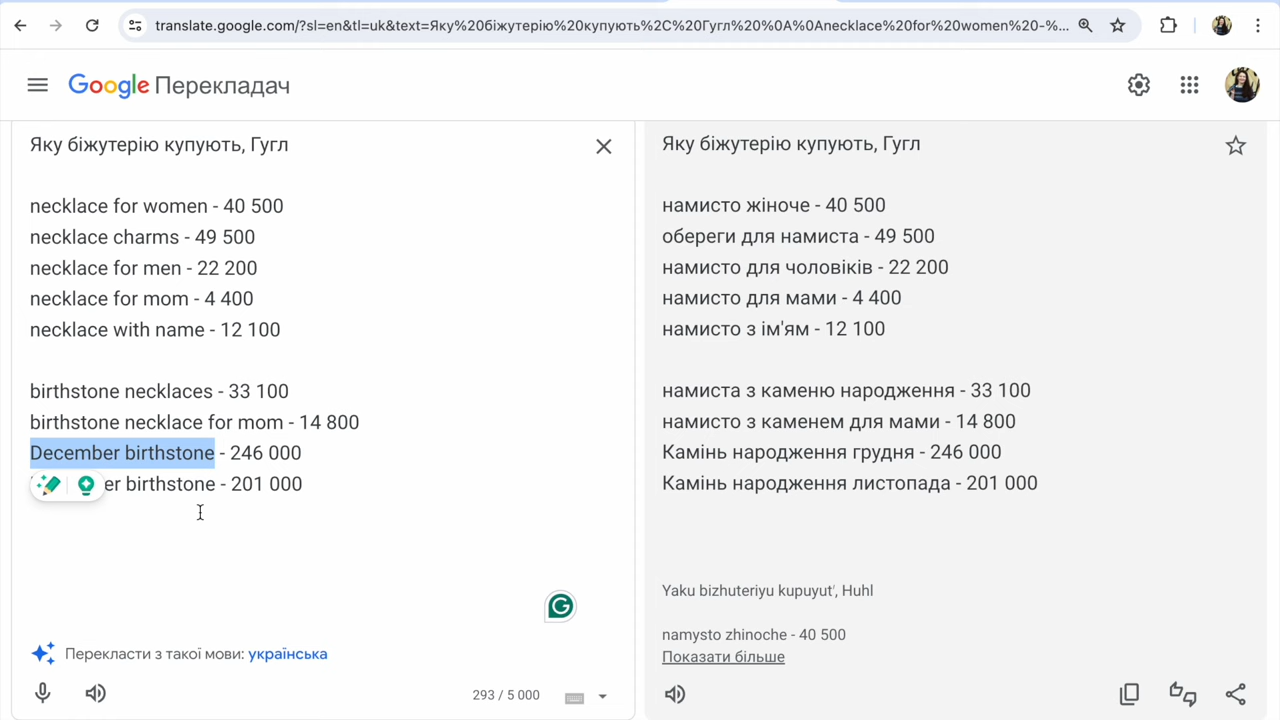 translate.google.com/?sl=en&tl=uk&text=Яку%20біжутерію%20купують%2C%20Гугл%20%0A%0Anecklace%20for%20women%20-%...
Google Перекладач
Яку біжутерію купують, Гугл
necklace for women - 40 500
necklace charms - 49 500
necklace for men - 22 200
necklace for mom - 4 400
necklace with name - 12 100
birthstone necklaces - 33 100
birthstone necklace for mom - 14 800
December birthstone - 246 000
er birthstone - 201 000
Перекласти з такої мови: українська
293 / 5 000
Яку біжутерію купують, Гугл
намисто жіноче - 40 500
обереги для намиста - 49 500
намисто для чоловіків - 22 200
намисто для мами - 4 400
намисто з ім'ям - 12 100
намиста з каменю народження - 33 100
намисто з каменем для мами - 14 800
Камінь народження грудня - 246 000
Камінь народження листопада - 201 000
Yaku bizhuteriyu kupuyutʹ, Huhl
namysto zhinoche - 40 500
Показати більше